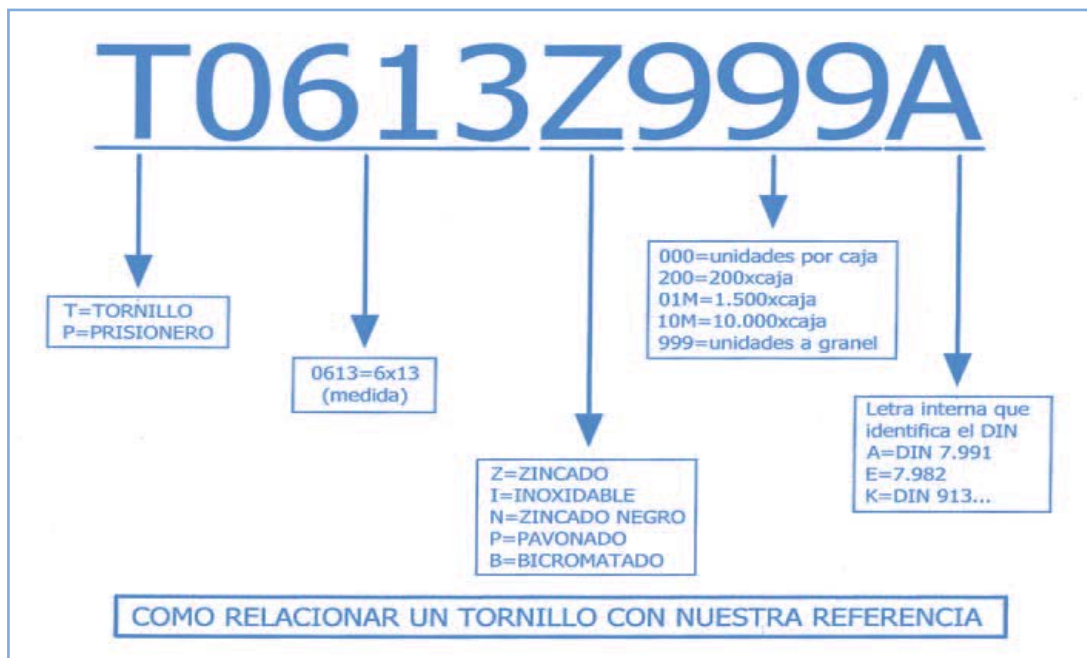 T0613Z999A
T=TORNILLO
P=PRISIONERO
0613=6x13
(medida)
Z=ZINCADO
I=INOXIDABLE
N=ZINCADO NEGRO
P=PAVONADO
B=BICROMATADO
000=unidades por caja
200=200xcaja
01M=1.500xcaja
10M=10.000xcaja
999=unidades a granel
Letra interna que
identifica el DIN
A=DIN 7.991
E=7.982
K=DIN 913...
COMO RELACIONAR UN TORNILLO CON NUESTRA REFERENCIA